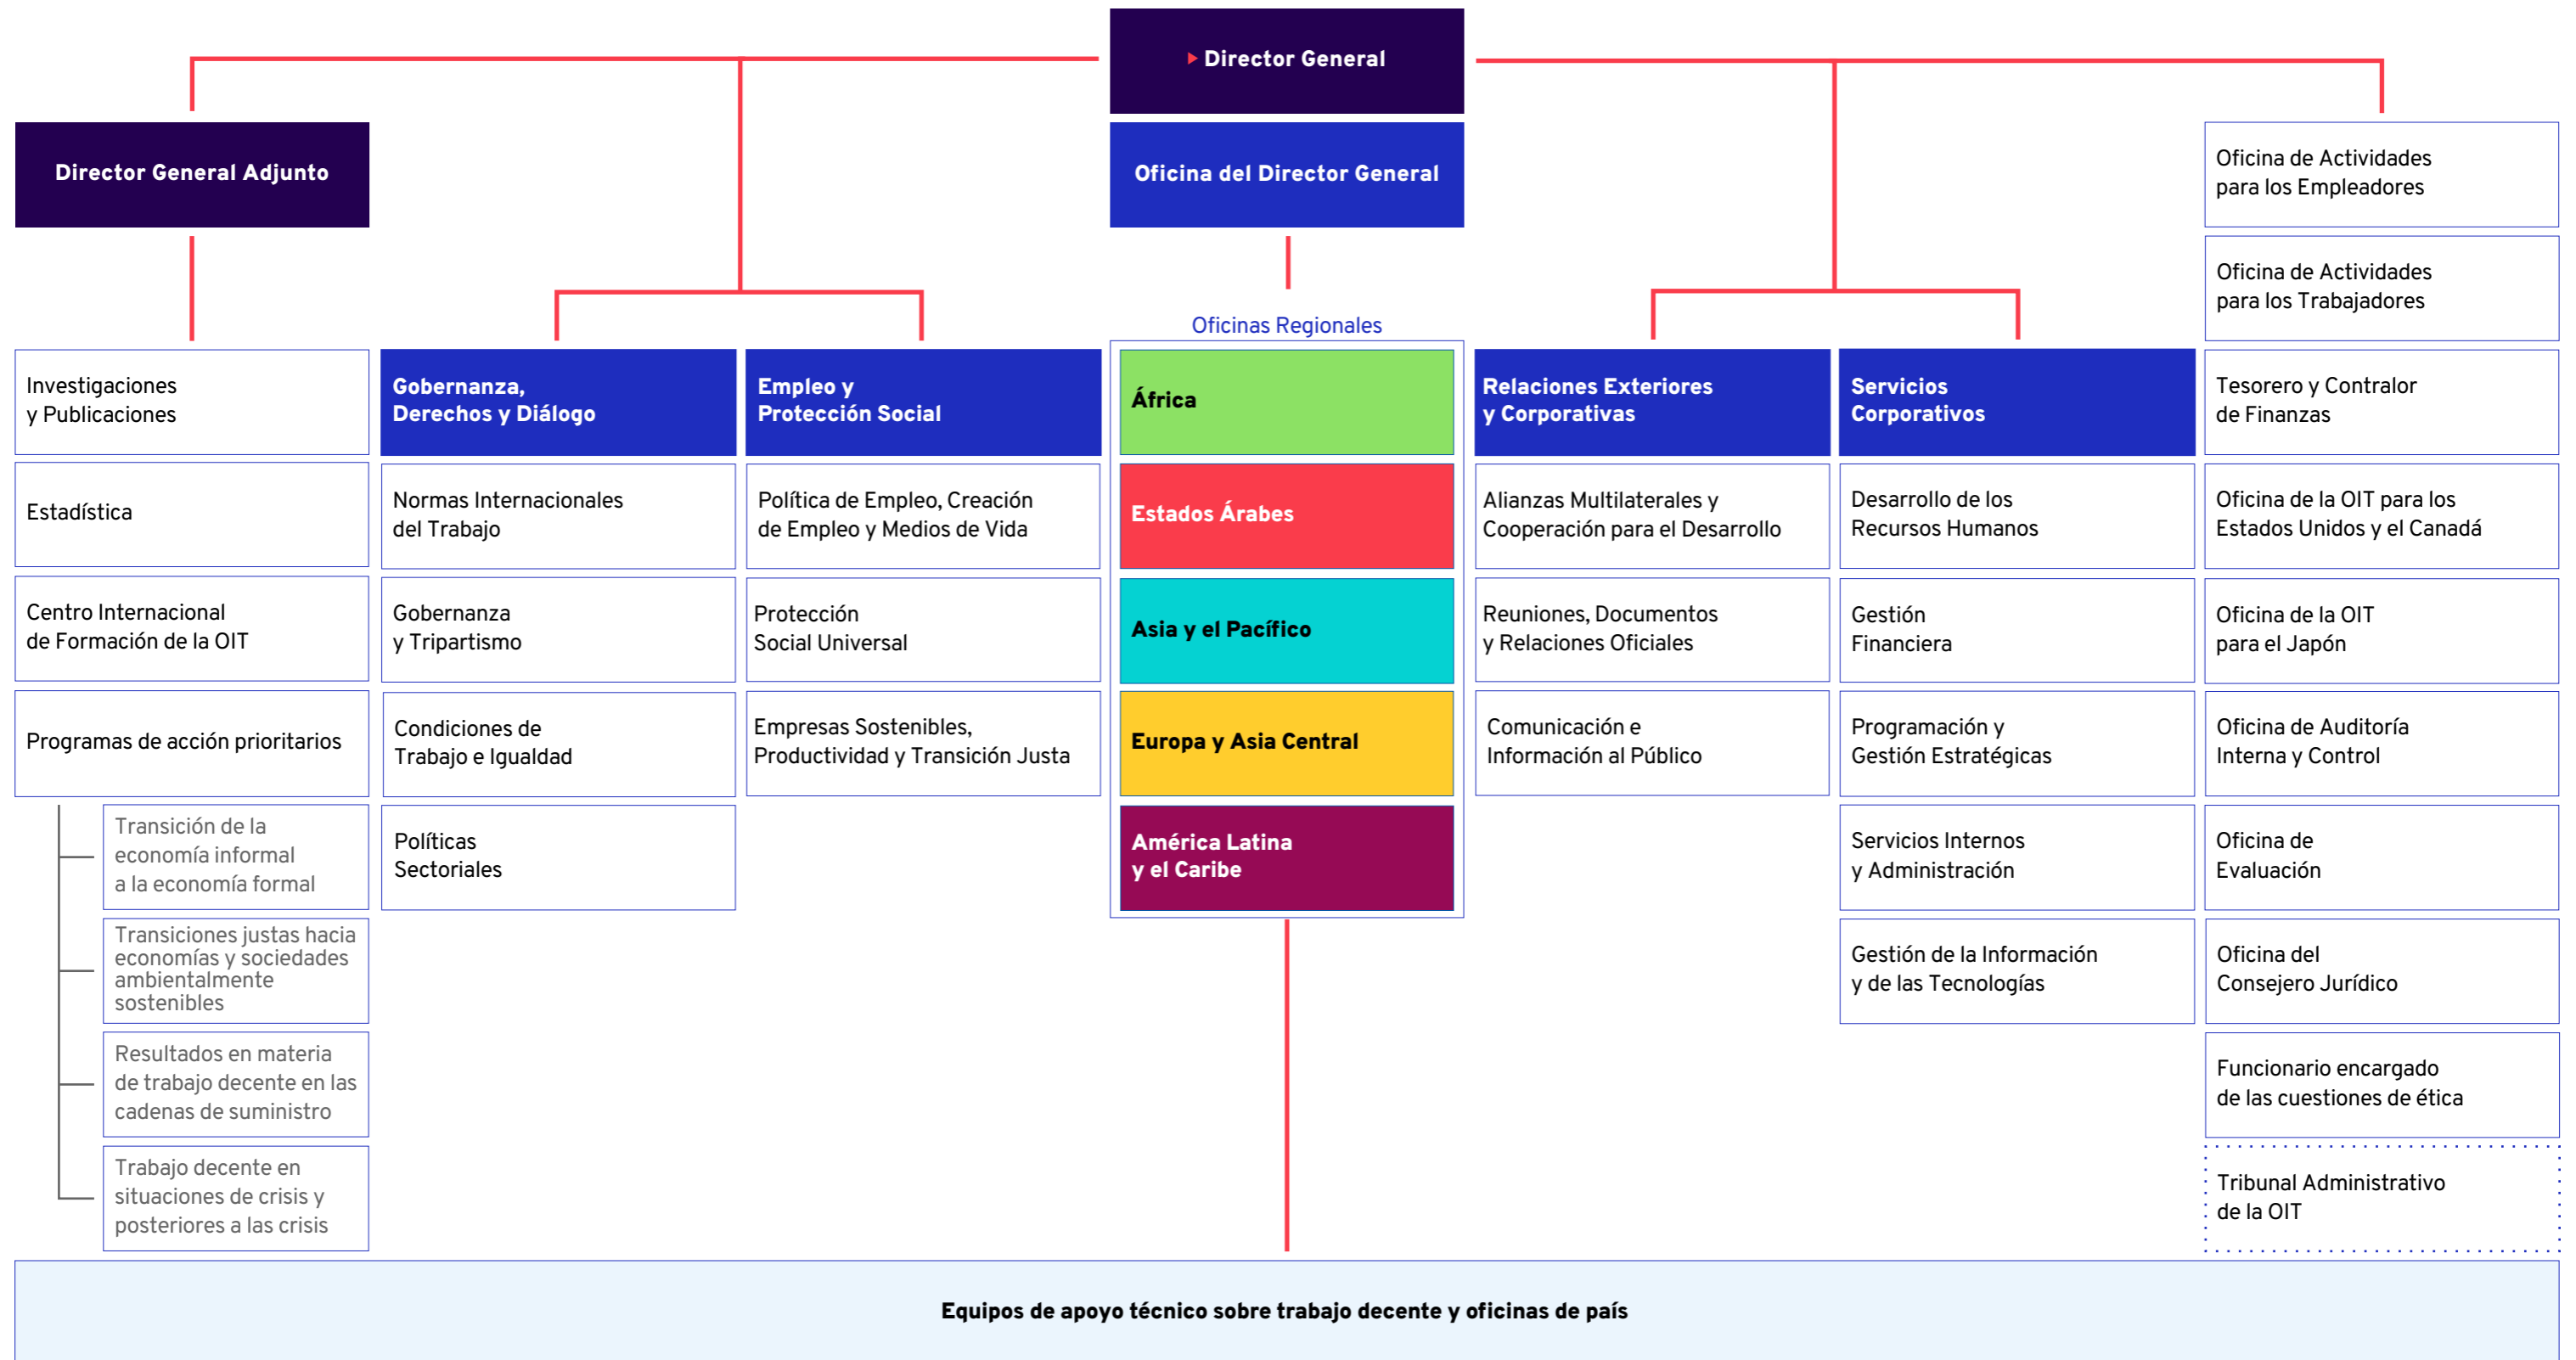 Director General
Director General Adjunto
Oficina del Director General
Investigaciones
y Publicaciones
Estadística
Centro Internacional
de Formación de la OIT
Programas de acción prioritarios
Transición de la
economía informal
a la economía formal
Transiciones justas hacia
economías y sociedades
ambientalmente
sostenibles
Resultados en materia
de trabajo decente en las
cadenas de suministro
Trabajo decente en
situaciones de crisis y
posteriores a las crisis
Gobernanza,
Derechos y Diálogo
Normas Internacionales
del Trabajo
Gobernanza
y Tripartismo
Condiciones de
Trabajo e Igualdad
Políticas
Sectoriales
Empleo y
Protección Social
Política de Empleo, Creación
de Empleo y Medios de Vida
Protección
Social Universal
Empresas Sostenibles,
Productividad y Transición Justa
Oficinas Regionales
África
Estados Árabes
Asia y el Pacífico
Europa y Asia Central
América Latina
y el Caribe
Relaciones Exteriores
y Corporativas
Alianzas Multilaterales y
Cooperación para el Desarrollo
Reuniones, Documentos
y Relaciones Oficiales
Comunicación e
Información al Público
Servicios
Corporativos
Desarrollo de los
Recursos Humanos
Gestión
Financiera
Programación y
Gestión Estratégicas
Servicios Internos
y Administración
Gestión de la Información
y de las Tecnologías
Oficina de Actividades
para los Empleadores
Oficina de Actividades
para los Trabajadores
Tesorero y Contralor
de Finanzas
Oficina de la OIT para los
Estados Unidos y el Canadá
Oficina de la OIT
para el Japón
Oficina de Auditoría
Interna y Control
Oficina de
Evaluación
Oficina del
Consejero Jurídico
Funcionario encargado
de las cuestiones de ética
Tribunal Administrativo
de la OIT
Equipos de apoyo técnico sobre trabajo decente y oficinas de país